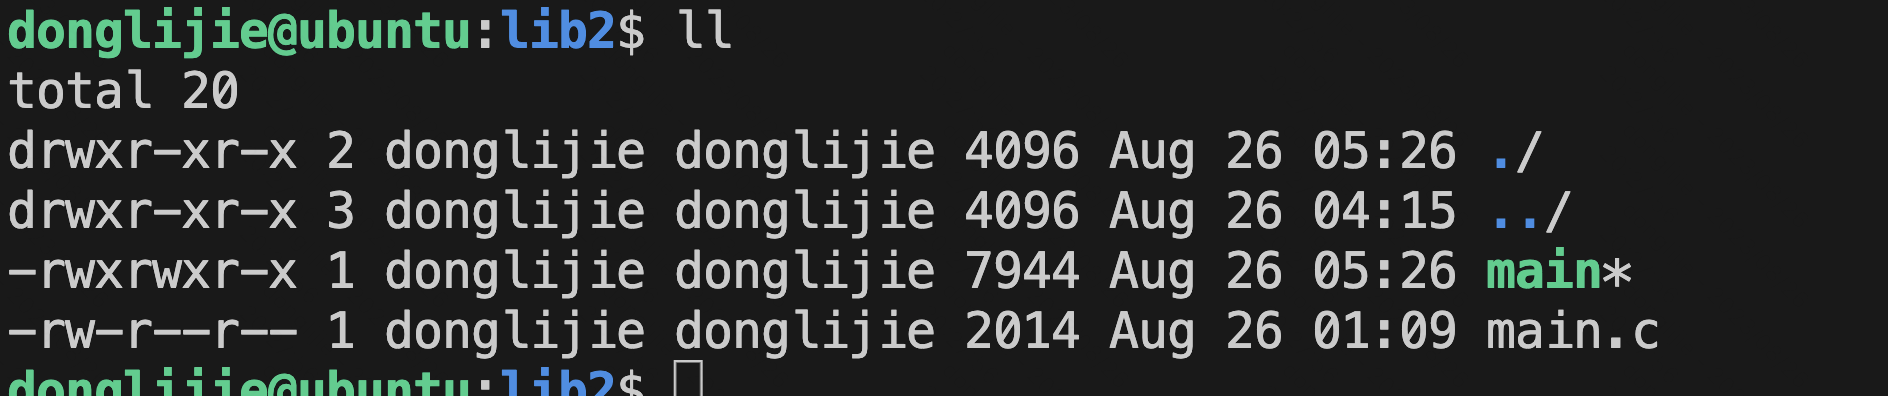 donglijie@ubuntu:lib2$ ll
total 20
drwxr-xr-x 2 donglijie donglijie 4096 Aug 26 05:26 ./
drwxr-xr-x 3 donglijie donglijie 4096 Aug 26 04:15 ../
-rwxrwxr-x 1 donglijie donglijie 7944 Aug 26 05:26 main*
-rw-r--r-- 1 donglijie donglijie 2014 Aug 26 01:09 main.c
donglijie@ubuntu:lib2$